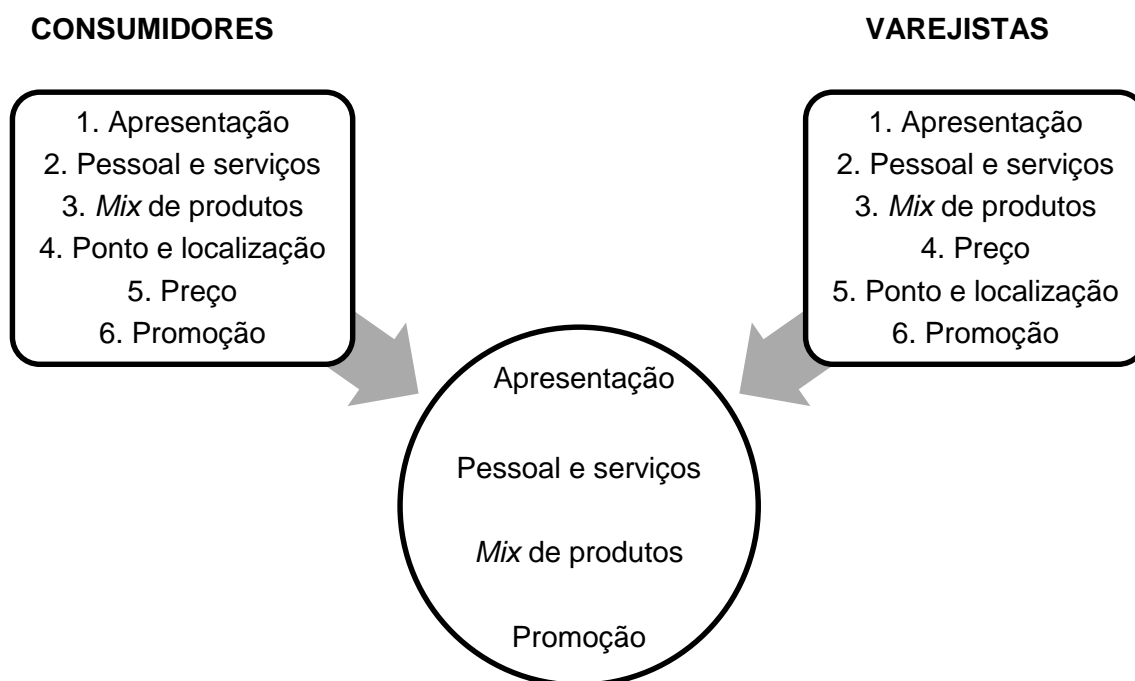 CONSUMIDORES
1. Apresentação
2. Pessoal e serviços
3. Mix de produtos
4. Ponto e localização
5. Preço
6. Promoção
VAREJISTAS
1. Apresentação
2. Pessoal e serviços
3. Mix de produtos
4. Preço
5. Ponto e localização
6. Promoção
Apresentação
Pessoal e serviços
Mix de produtos
Promoção